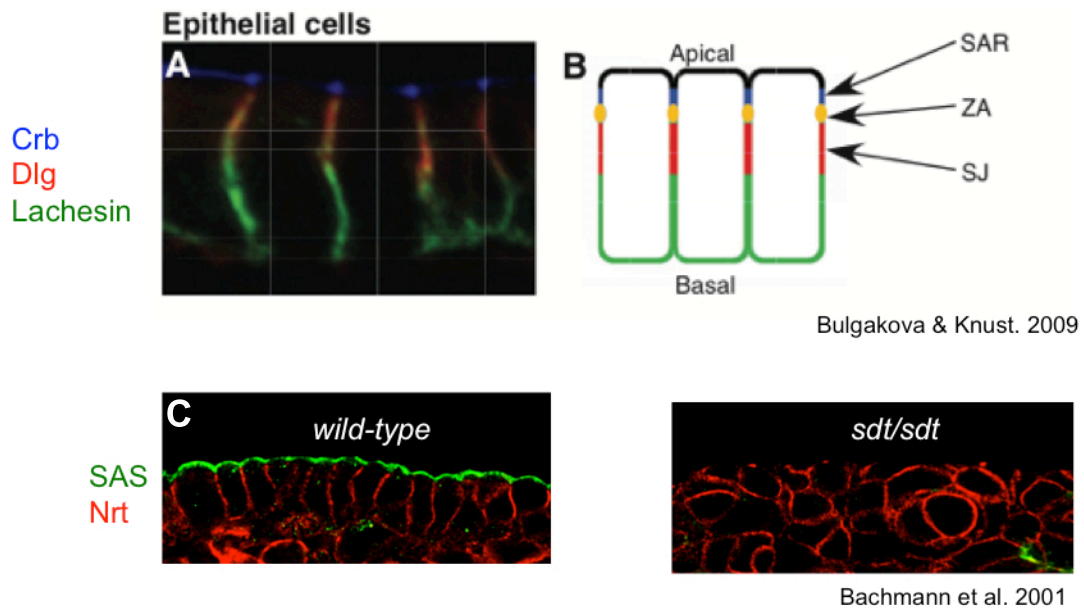 Epithelial cells
A
B
Apical
SAR
ZA
SJ
Basal
Crb
Dlg
Lachesin
Bulgakova & Knust. 2009
C
wild-type
sdt/sdt
SAS
Nrt
Bachmann et al. 2001